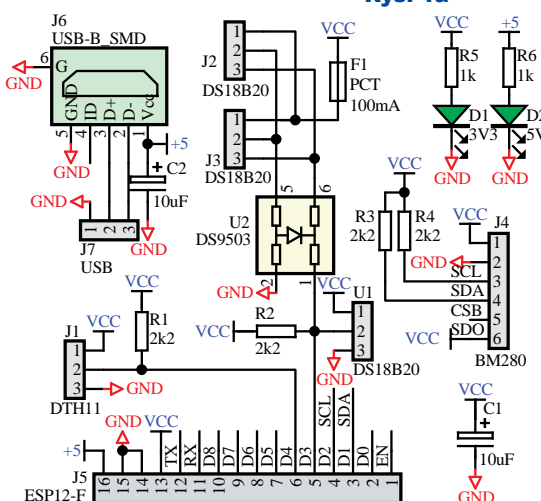 J6
USB-B_SMD
6
G
GND
GND
ID
D+
D-
Vcc
5
4
3
2
1
GND
+5
+
C2
10uF
GND
GND
1
2
3
J7
USB
J2
1
2
3
DS18B20
J3
1
2
3
DS18B20
VCC
F1
PCT
100mA
5
6
U2
DS9503
2
1
GND
VCC
+5
R5
1k
R6
1k
D1
3V3
GND
GND
VCC
R3
2k2
R4
2k2
VCC
J4
GND
SCL
SDA
CSB
SDO
VCC
1
2
3
4
5
6
BM280
J1
VCC
1
2
3
DTH11
GND
VCC
R1
2k2
VCC
R2
2k2
VCC
U1
1
2
3
DS18B20
GND
VCC
C1
+
10uF
GND
+5
GND
VCC
TX
RX
D8
D7
D6
D5
D4
D3
D2
D1
D0
EN
SCL
SDA
J5
ESP12-F
16
15
14
13
12
11
10
9
8
7
6
5
4
3
2
1